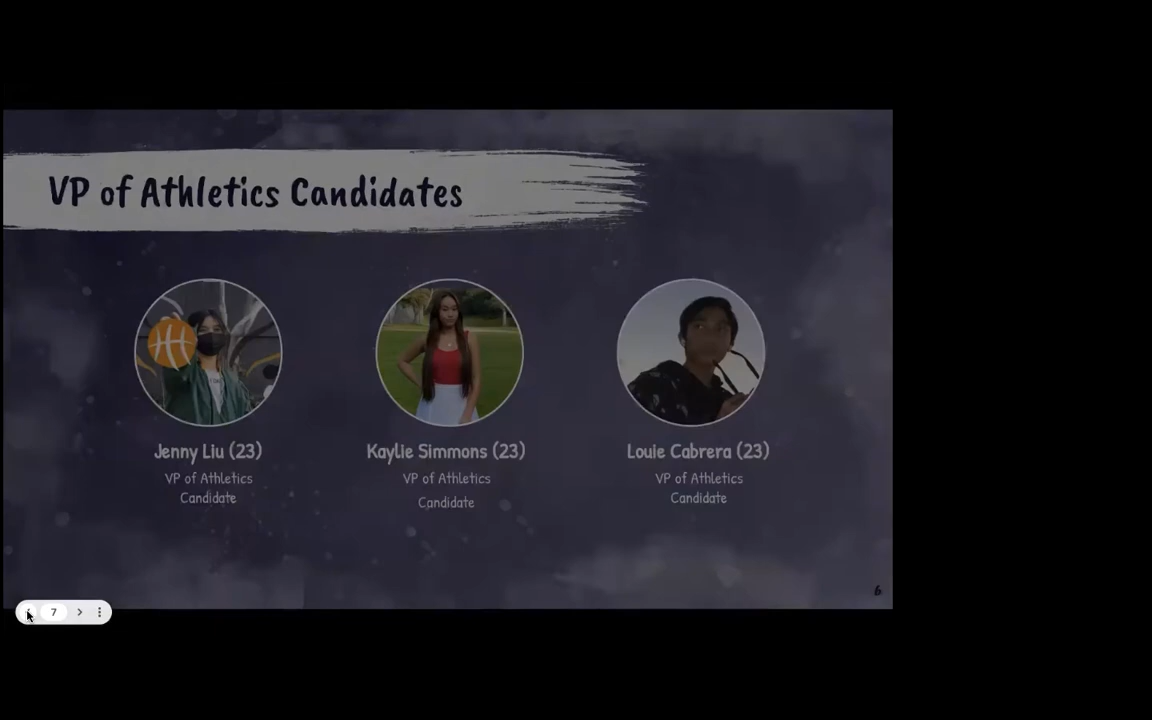 VP of Athletics Candidates
Jenny Liu (23)
VP of Athletics
Candidate
Kaylie Simmons (23)
VP of Athletics
Candidate
Louie Cabrera (23)
VP of Athletics
Candidate
6
7